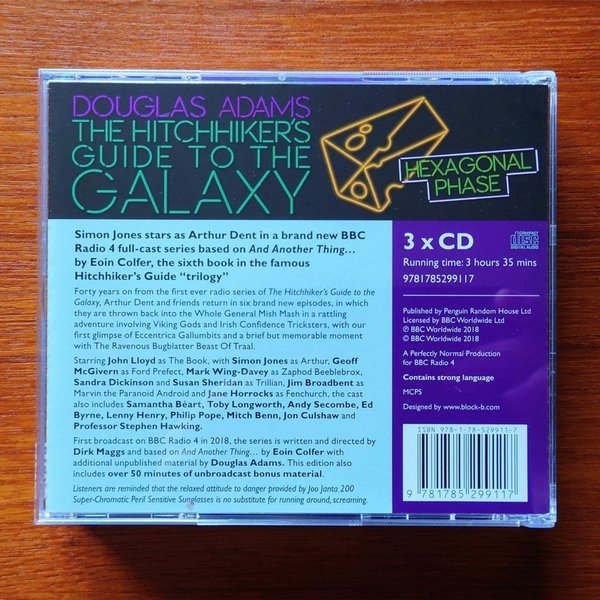 DOUGLAS ADAMS
THE HITCHHIKER'S
GUIDE TO THE
GALAXY
HEXAGONAL
PHASE
Simon Jones stars as Arthur Dent in a brand new BBC
Radio 4 full-cast series based on And Another Thing...
by Eoin Colfer, the sixth book in the famous
Hitchhiker's Guide “trilogy”
Forty years on from the first ever radio series of The Hitchhiker's Guide to the
Galaxy, Arthur Dent and friends return in six brand new episodes, in which
they are thrown back into the Whole General Mish Mash in a rattling
adventure involving Viking Gods and Irish Confidence Tricksters, with our
first glimpse of Eccentrica Gallumbits and a brief but memorable moment
with The Ravenous Bugblatter Beast Of Traal.
Starring John Lloyd as The Book, with Simon Jones as Arthur, Geoff
McGivern as Ford Prefect, Mark Wing-Davey as Zaphod Beeblebrox,
Sandra Dickinson and Susan Sheridan as Trillian, Jim Broadbent as
Marvin the Paranoid Android and Jane Horrocks as Fenchurch, the cast
also includes Samantha Béart, Toby Longworth, Andy Secombe, Ed
Byrne, Lenny Henry, Philip Pope, Mitch Benn, Jon Culshaw and
Professor Stephen Hawking.
First broadcast on BBC Radio 4 in 2018, the series is written and directed by
Dirk Maggs and based on And Another Thing... by Eoin Colfer with
additional unpublished material by Douglas Adams. This edition also
includes over 50 minutes of unbroadcast bonus material.
Listeners are reminded that the relaxed attitude to danger provided by Joo Janta 200
Super-Chromatic Peril Sensitive Sunglasses is no substitute for running around, screaming.
3 x CD
COMPACT
disc
DIGITAL AUDIO
Running time: 3 hours 35 mins
9781785299117
Published by Penguin Random House Ltd
Licensed by BBC Worldwide Ltd
℗ BBC Worldwide 2018
© BBC Worldwide 2018
A Perfectly Normal Production
for BBC Radio 4
Contains strong language
MCPS
Designed by www.block-b.com
ISBN 978-1-78-529911-7
9 781785 299117